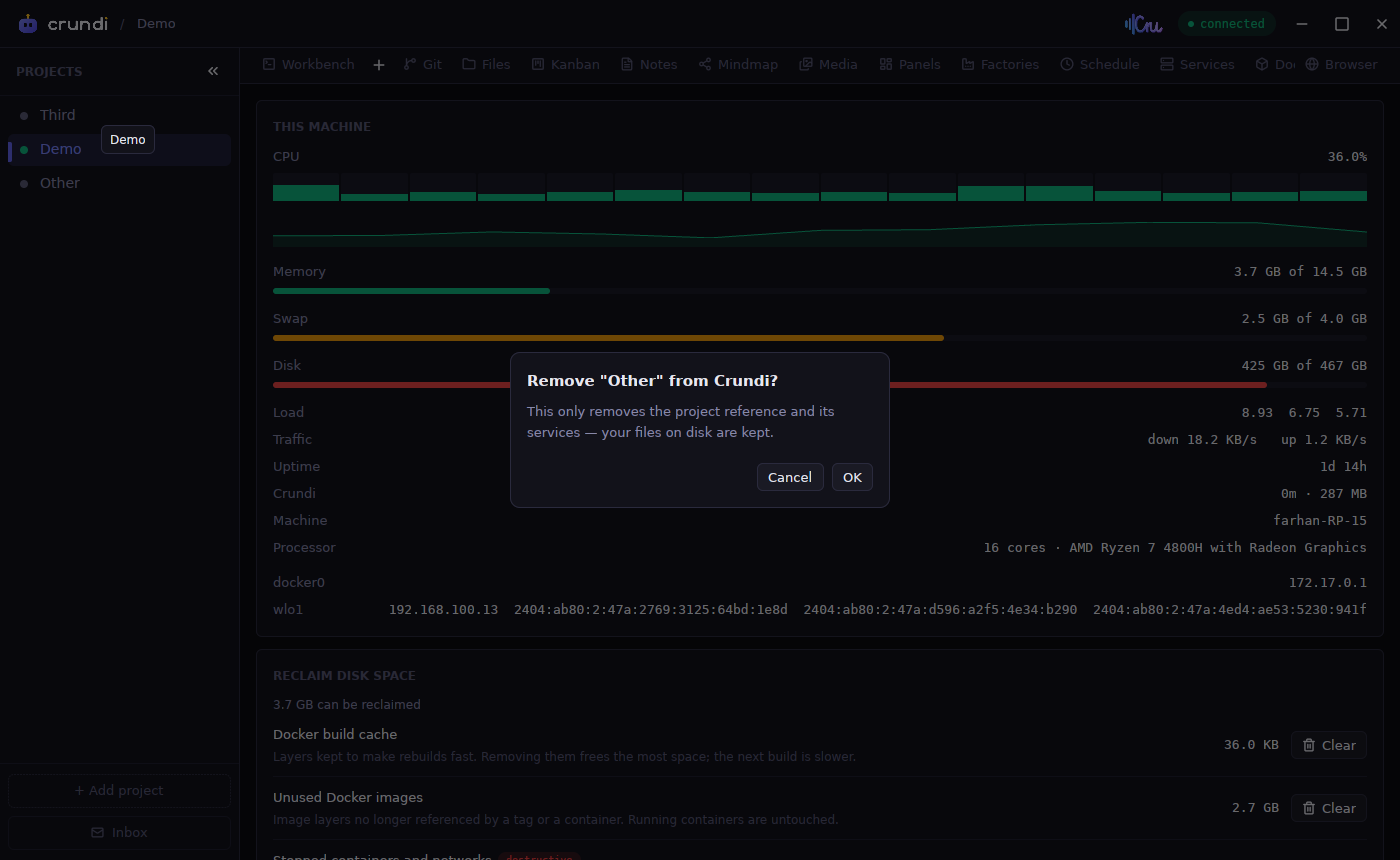 crundi / Demo
Cru
connected
PROJECTS
Workbench
Git
Files
Kanban
Notes
Mindmap
Media
Panels
Factories
Schedule
Services
Browser
Third
Demo
Demo
Other
THIS MACHINE
CPU 36.0%
Memory 3.7 GB of 14.5 GB
Swap 2.5 GB of 4.0 GB
Disk 425 GB of 467 GB
Remove "Other" from Crundi?
This only removes the project reference and its
services — your files on disk are kept.
Cancel OK
Load 8.93 6.75 5.71
Traffic down 18.2 KB/s up 1.2 KB/s
Uptime 1d 14h
Crundi 0m · 287 MB
Machine farhan-RP-15
Processor 16 cores · AMD Ryzen 7 4800H with Radeon Graphics
docker0 172.17.0.1
wlo1 192.168.100.13 2404:ab80:2:47a:2769:3125:64bd:1e8d 2404:ab80:2:47a:d596:a2f5:4e34:b290 2404:ab80:2:47a:4ed4:ae53:5230:941f
RECLAIM DISK SPACE
3.7 GB can be reclaimed
Docker build cache
Layers kept to make rebuilds fast. Removing them frees the most space; the next build is slower.
36.0 KB Clear
Unused Docker images
Image layers no longer referenced by a tag or a container. Running containers are untouched.
2.7 GB Clear
Stopped containers and networks destructive
+ Add project
Inbox